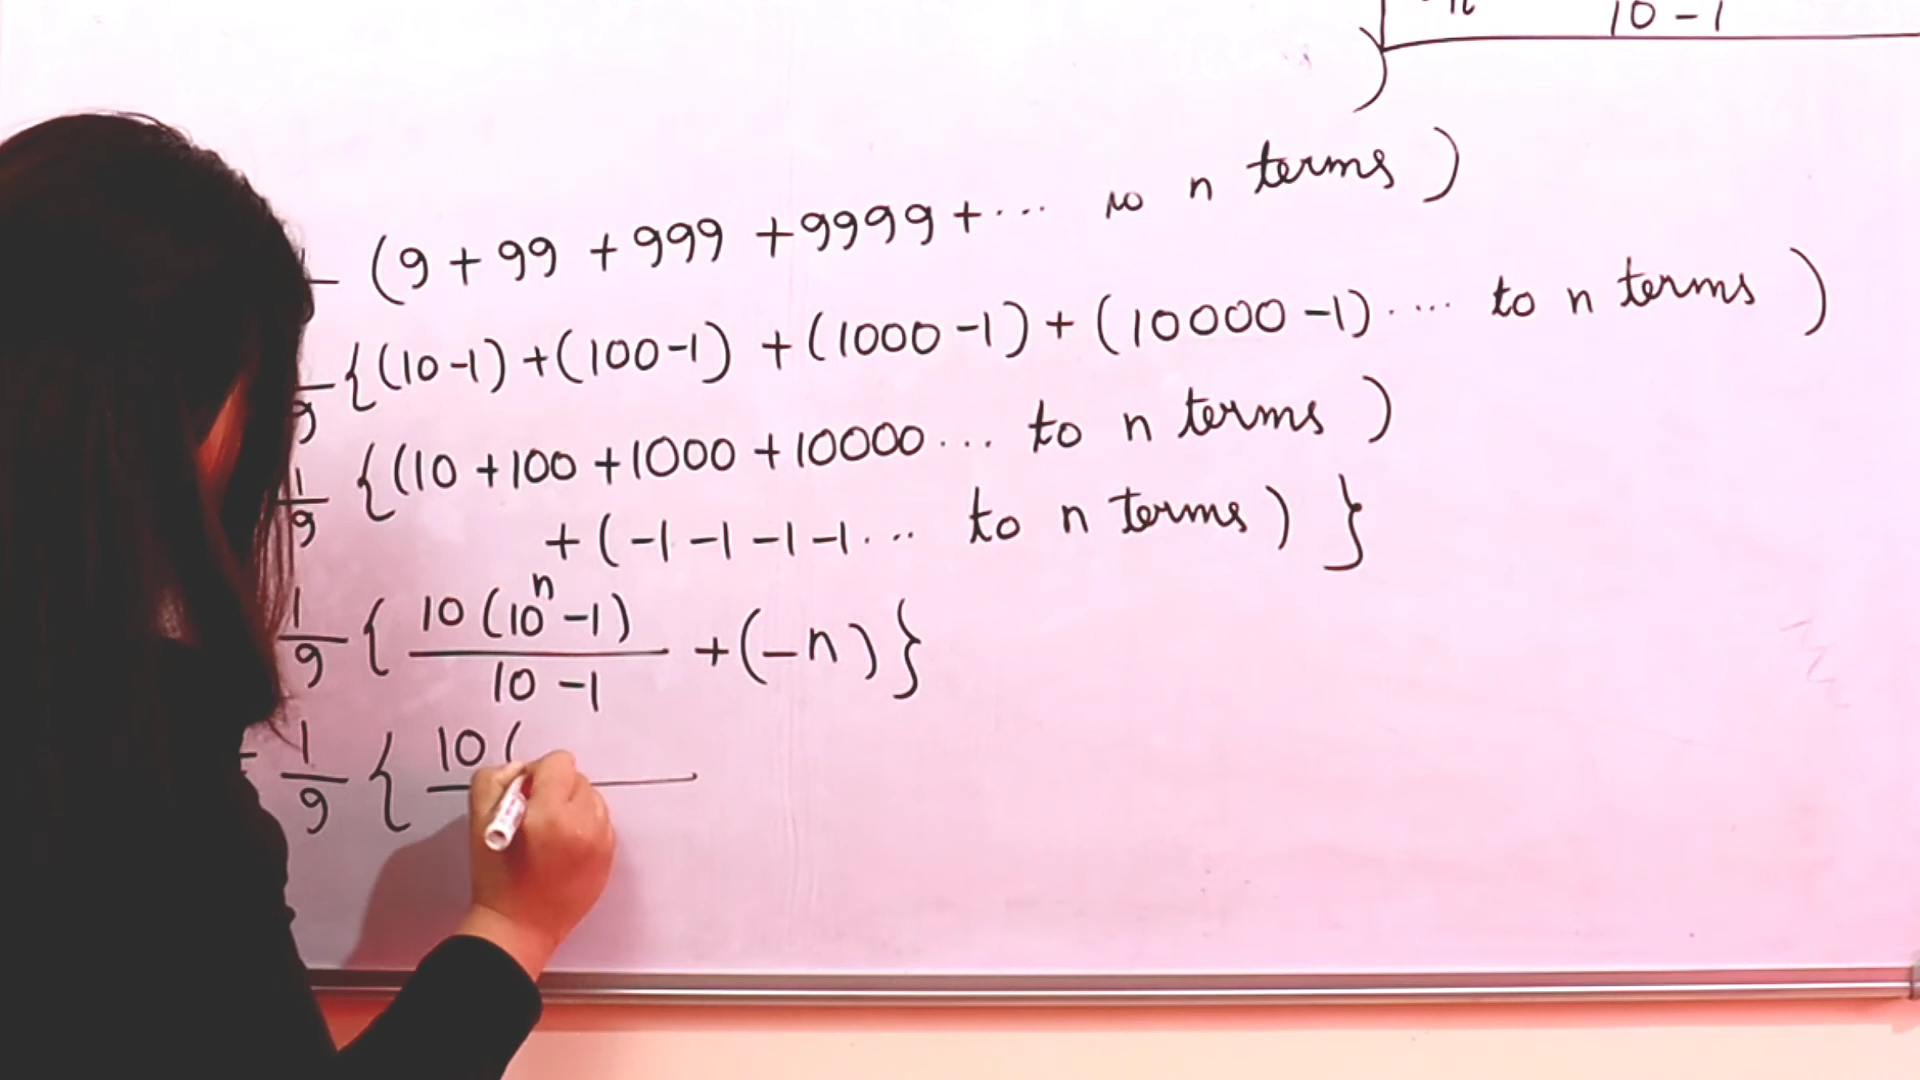 10 - 1
(9 + 99 + 999 + 9999 + ... to n terms )
1/9 {(10-1) + (100-1) + (1000 -1) + (10000 -1) .... to n terms )
1/9 {(10 + 100 + 1000 + 10000 ... to n terms )
+ (-1 -1 -1 -1 ... to n terms ) }
1/9 { 10 (10^n - 1) / 10 - 1 + (-n) }
= 1/9 { 10 (